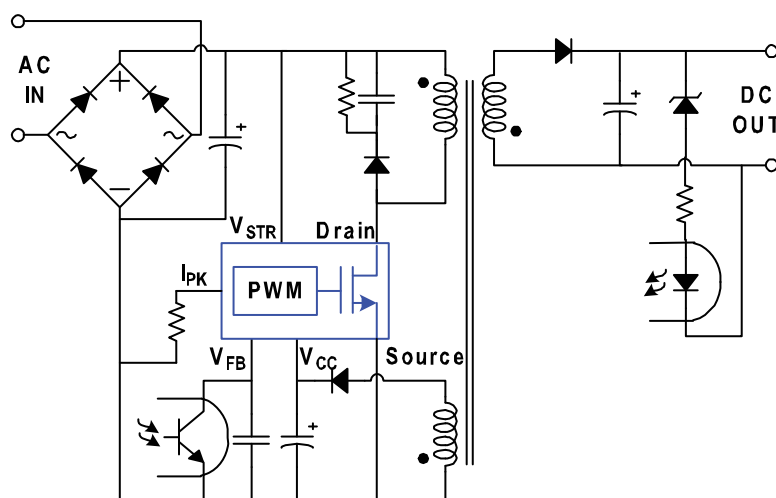 AC
IN
+
~
~
−
+
+
DC
OUT
VSTR
Drain
IPK
PWM
VFB
VCC
Source
+